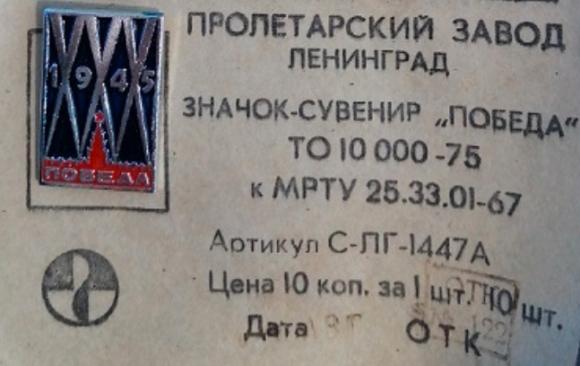 1945
ПОБЕДА
ПРОЛЕТАРСКИЙ ЗАВОД
ЛЕНИНГРАД
ЗНАЧОК-СУВЕНИР „ПОБЕДА"
ТО 10 000 -75
к МРТУ 25.33.01-67
Артикул С-ЛГ-1447А
Цена 10 коп. за 1 шт. 10 шт.
Дата ОТК